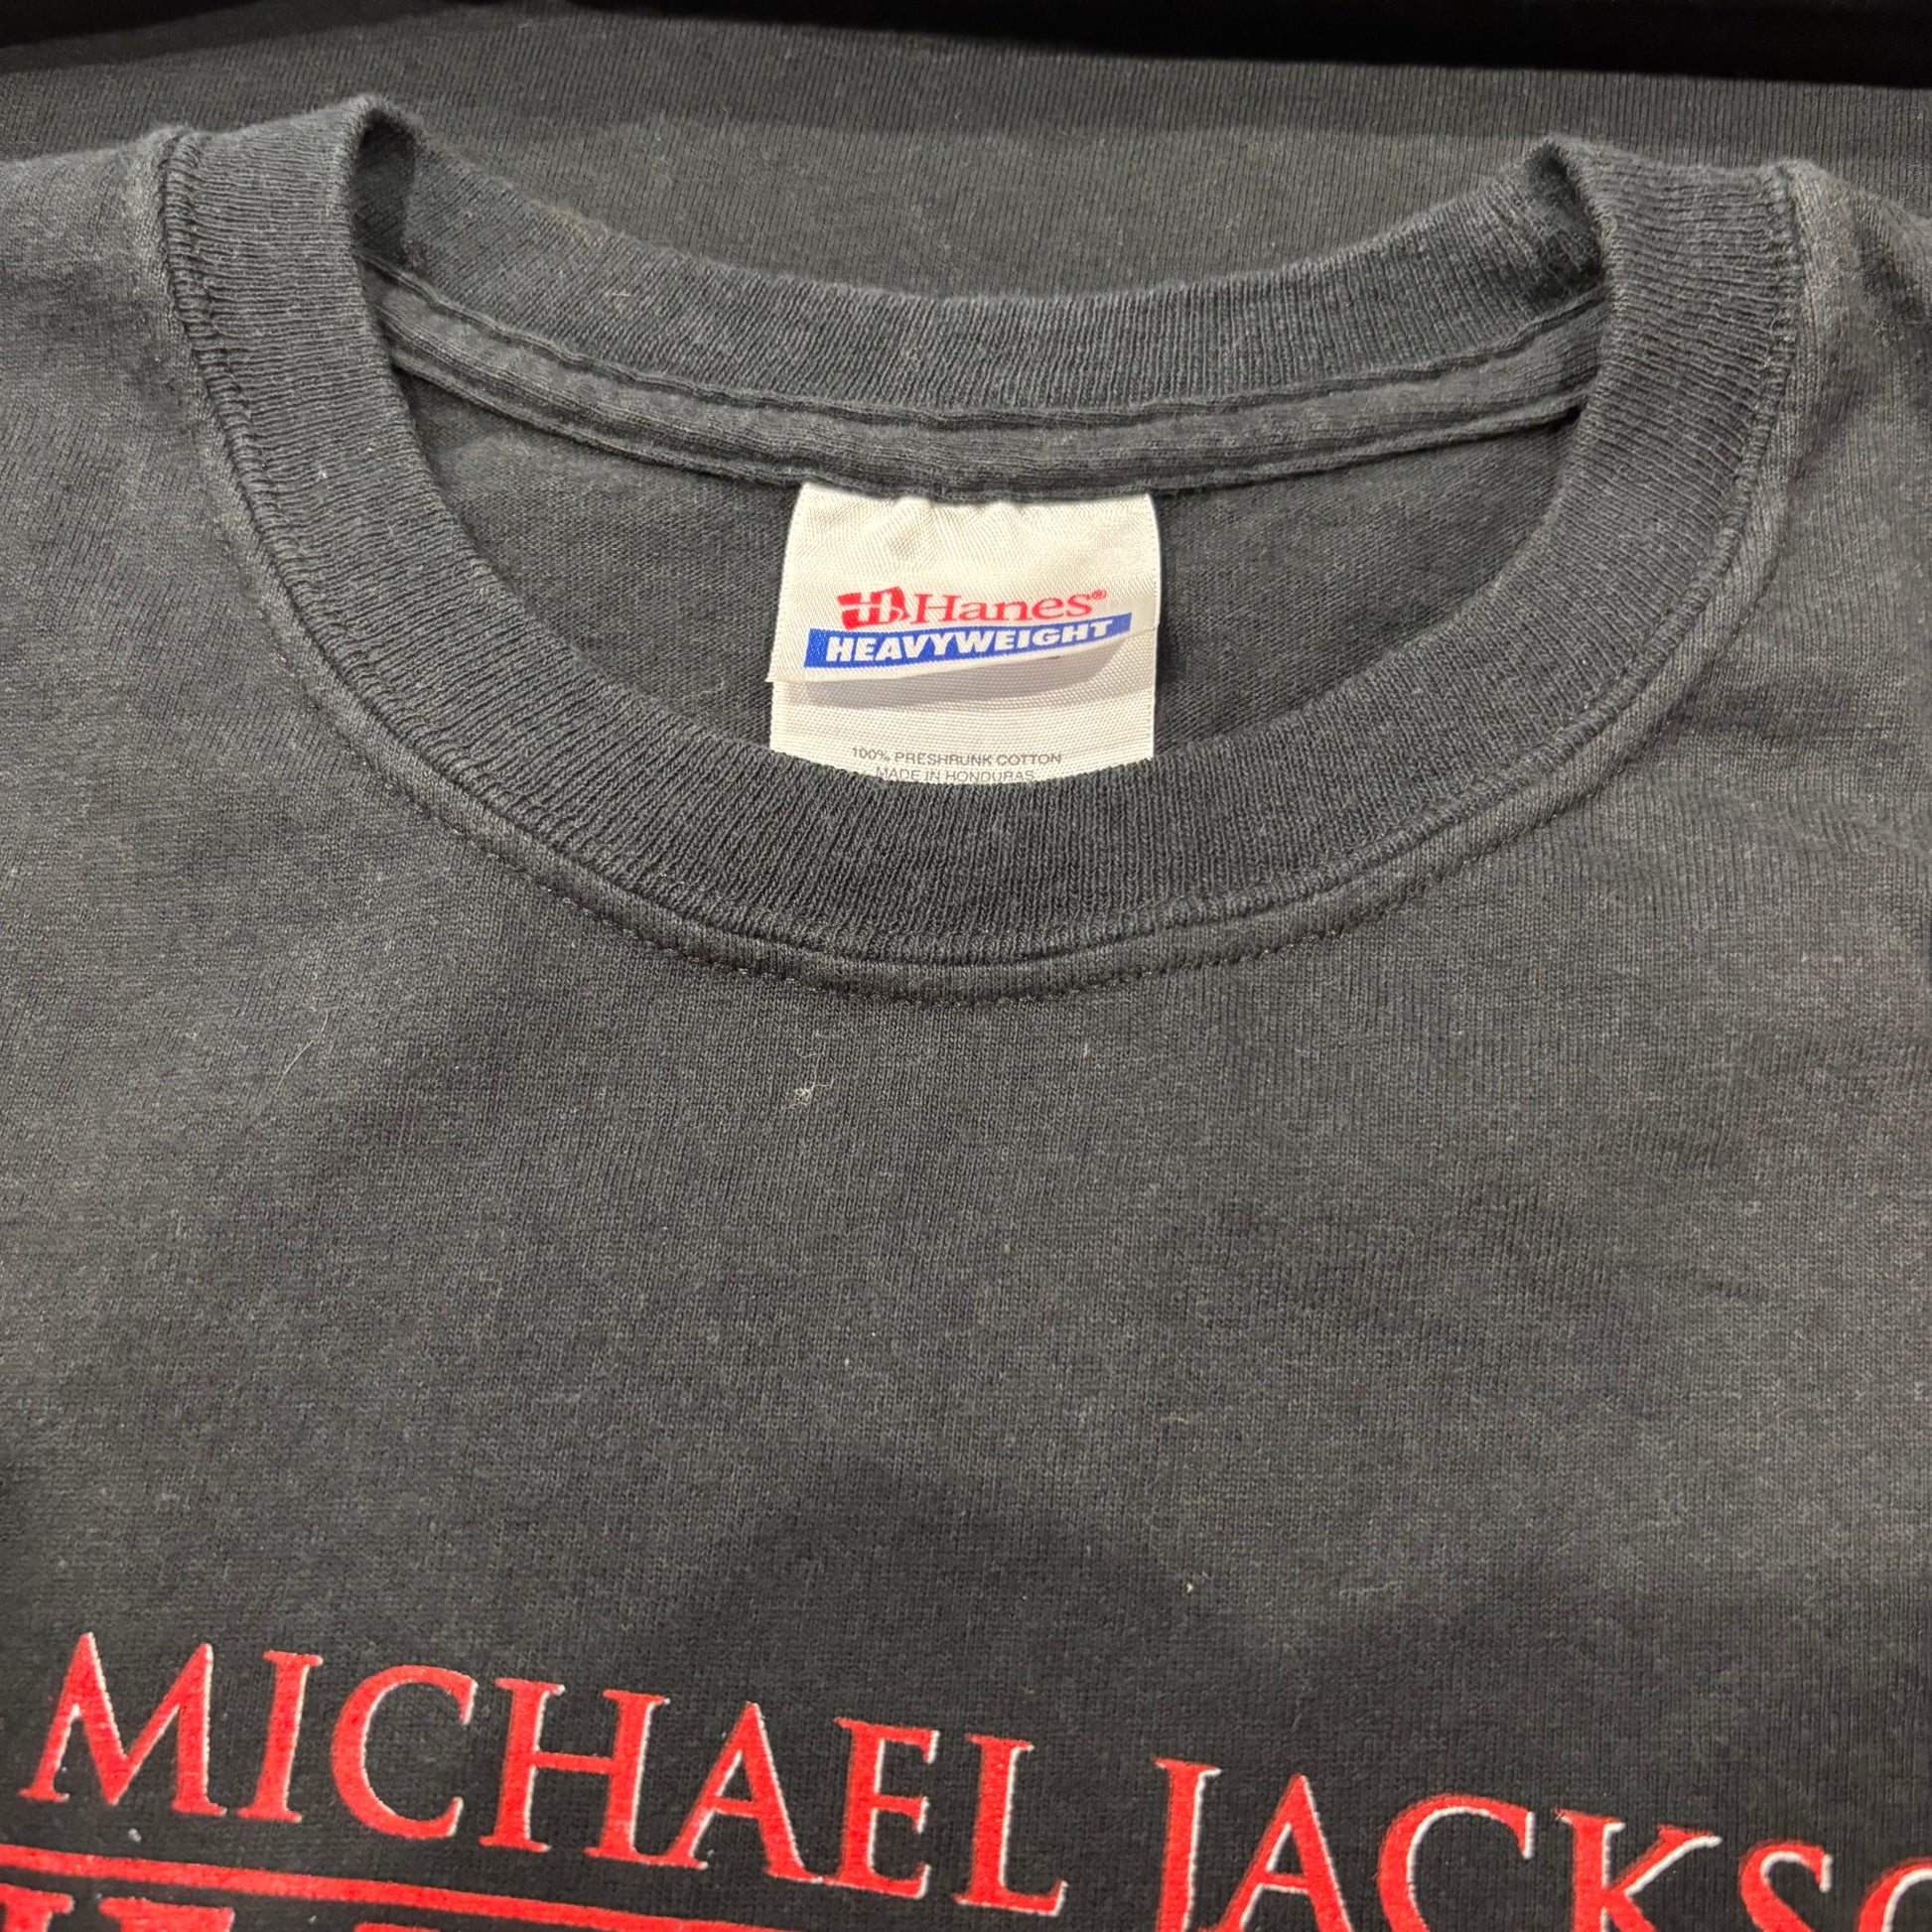 Hanes®
HEAVYWEIGHT
100% PRESHRUNK COTTON
MADE IN HONDURAS
MICHAEL JACKSO